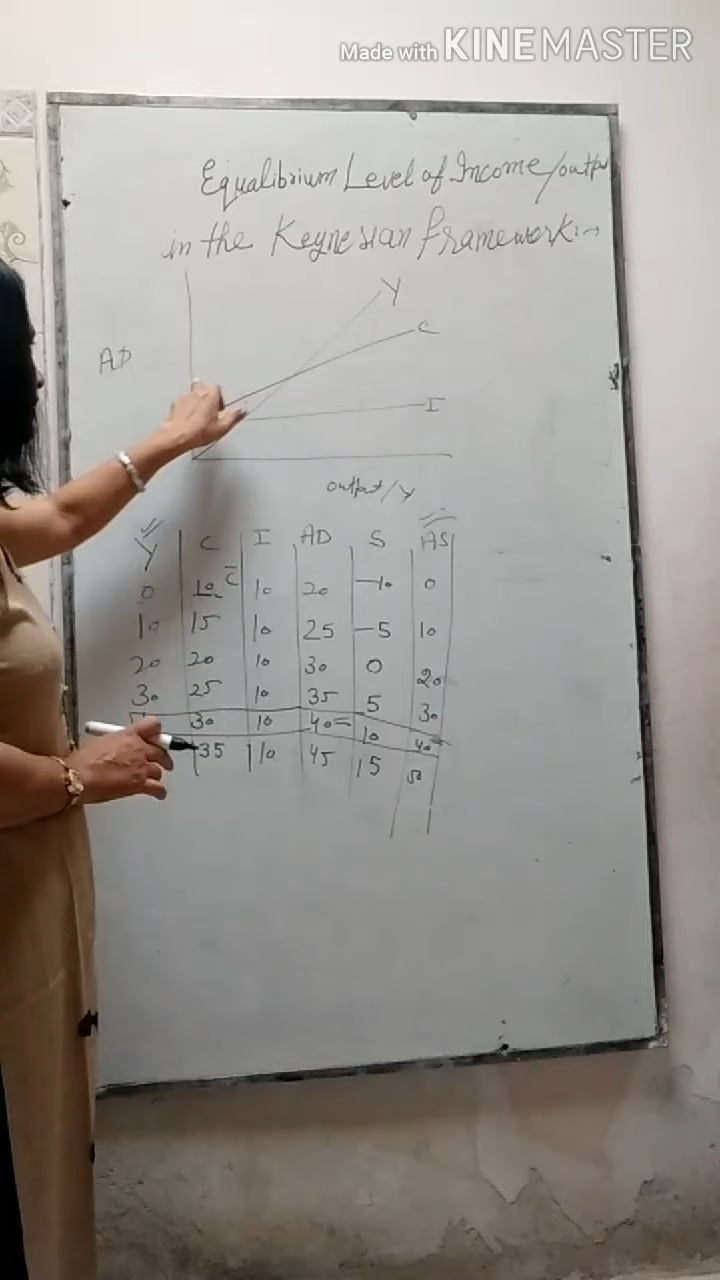 Made with KINEMASTER
Equalibrium Level of Income/outpu
in the Keynesian framework:-
Y
C
AD
I
output/Y
Y C I AD S AS
0 10 C̅ 10 20 -10 0
10 15 10 25 -5 10
20 20 10 30 0 20
30 25 10 35 5 30
30 10 40= 10 40
35 10 45 15 50